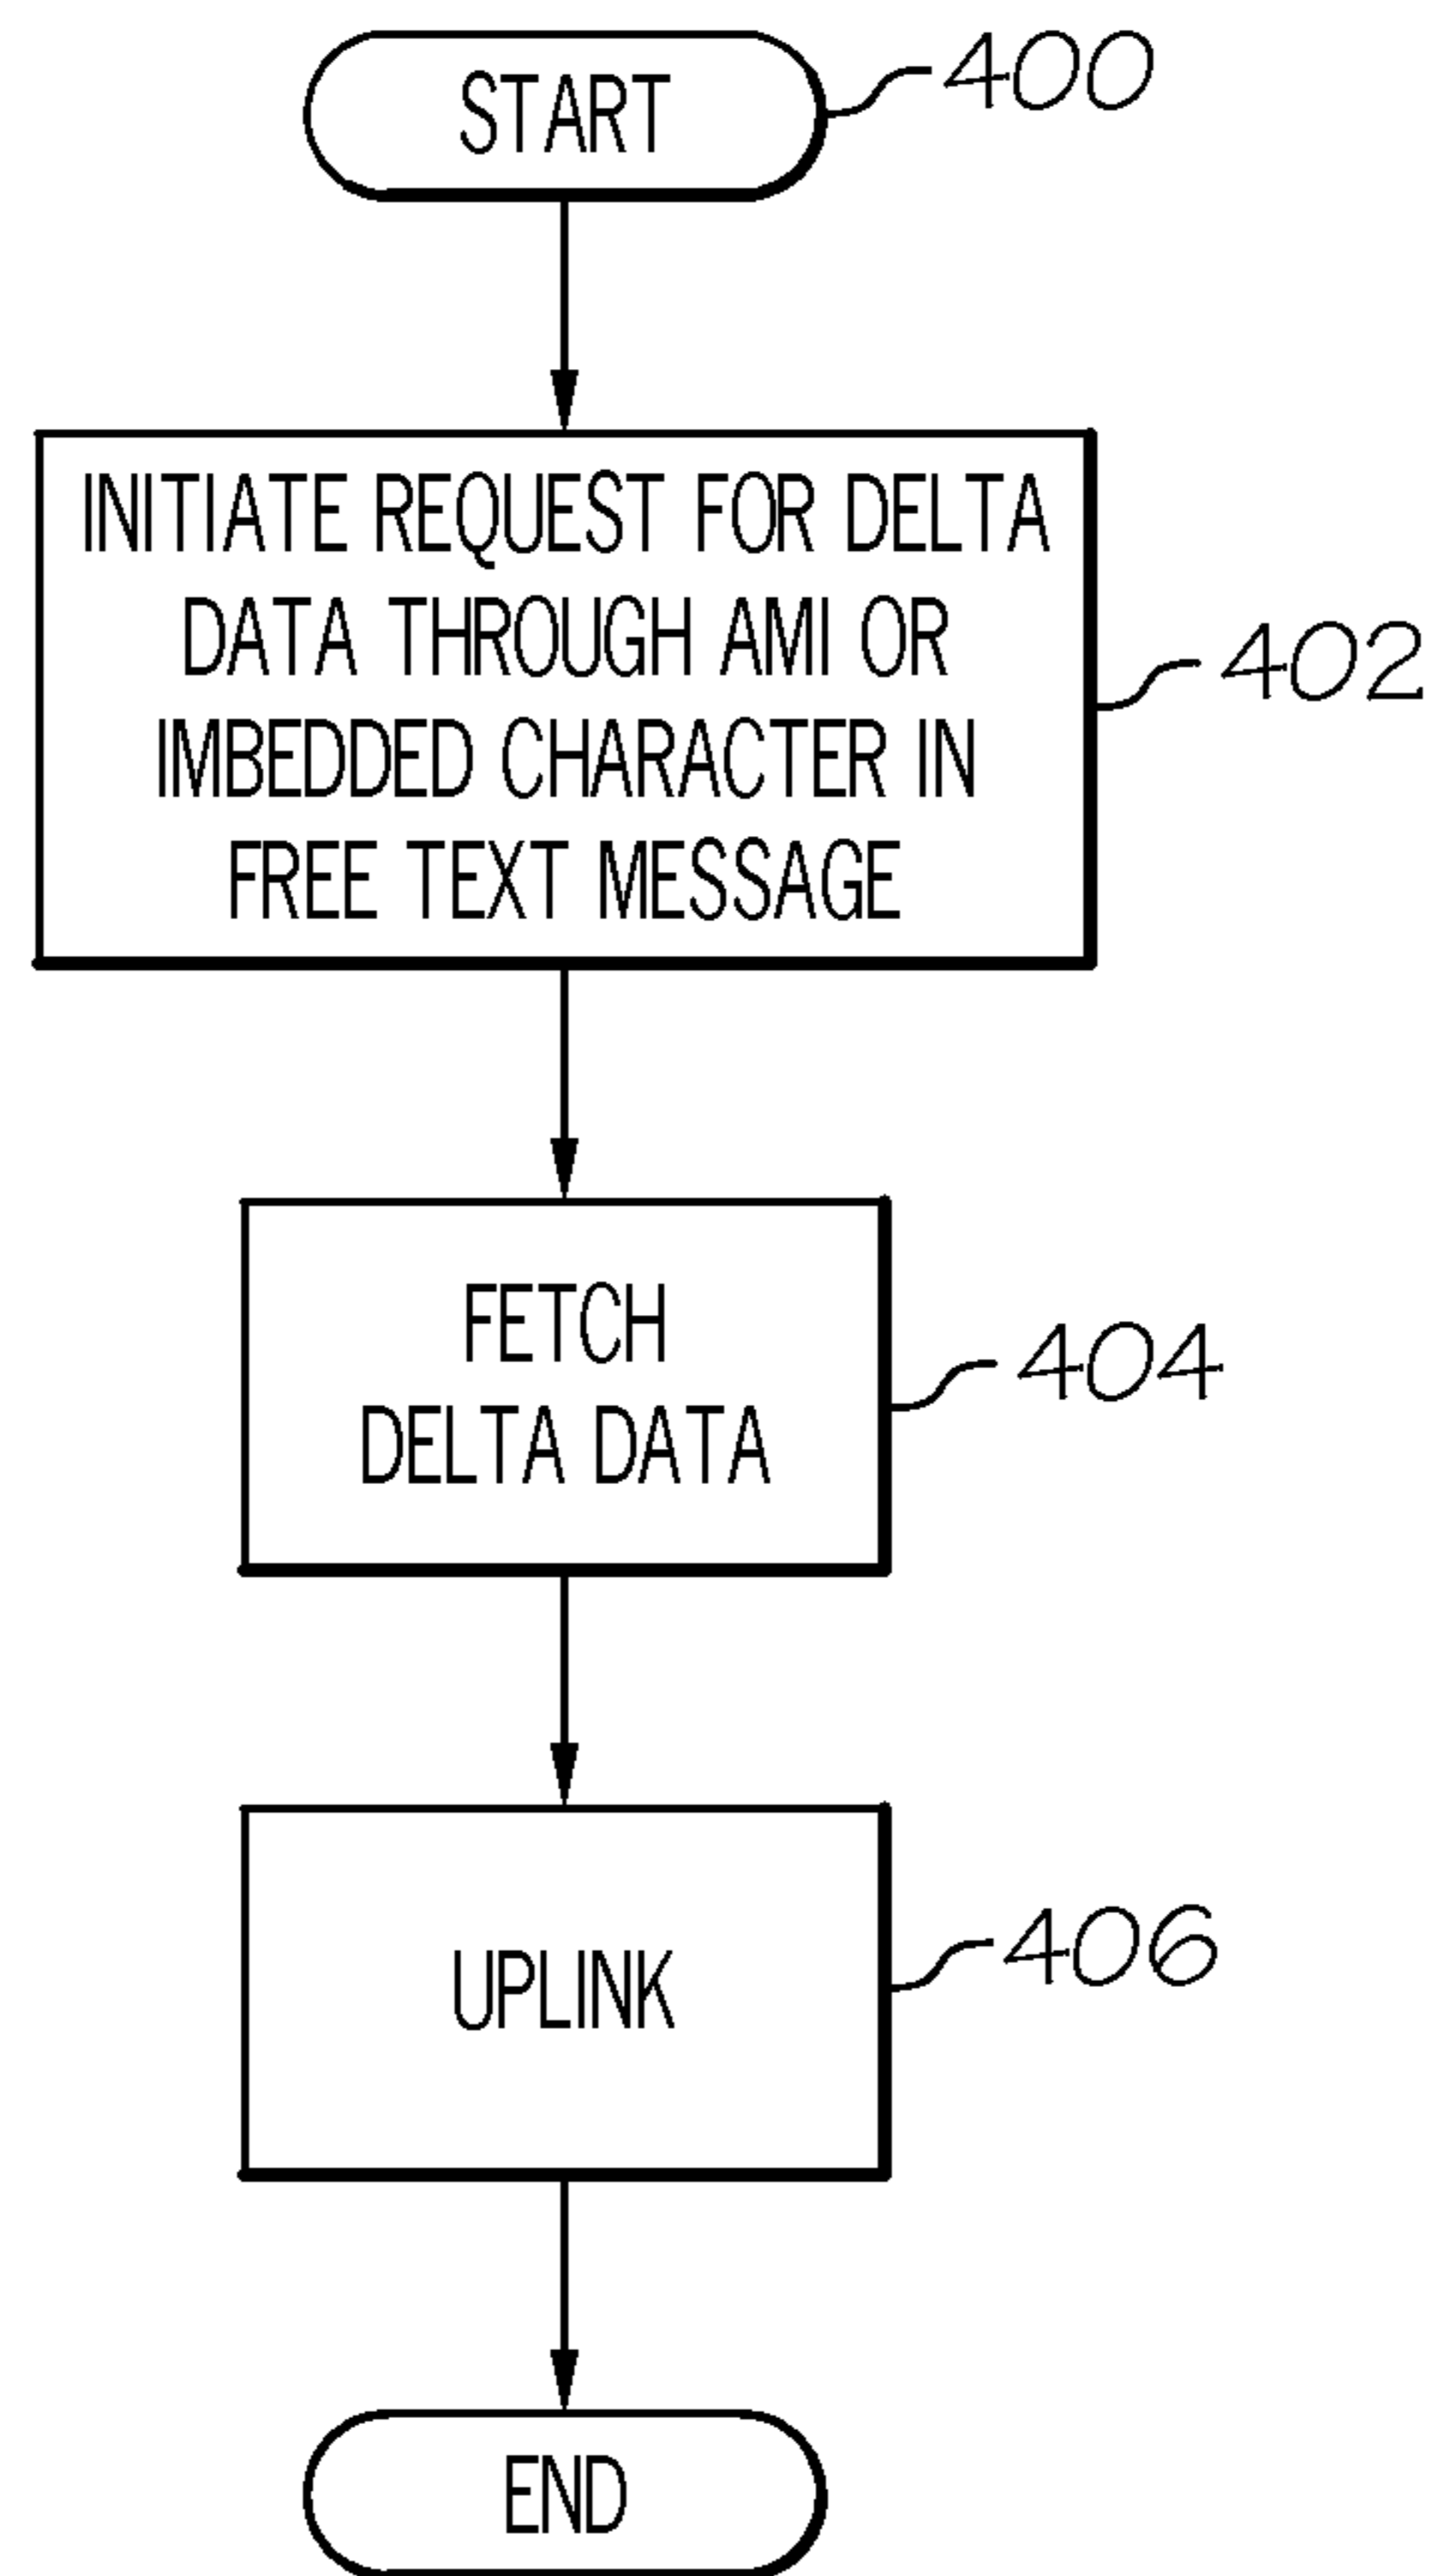 START
400
INITIATE REQUEST FOR DELTA
DATA THROUGH AMI OR
IMBEDDED CHARACTER IN
FREE TEXT MESSAGE
402
FETCH
DELTA DATA
404
UPLINK
406
END